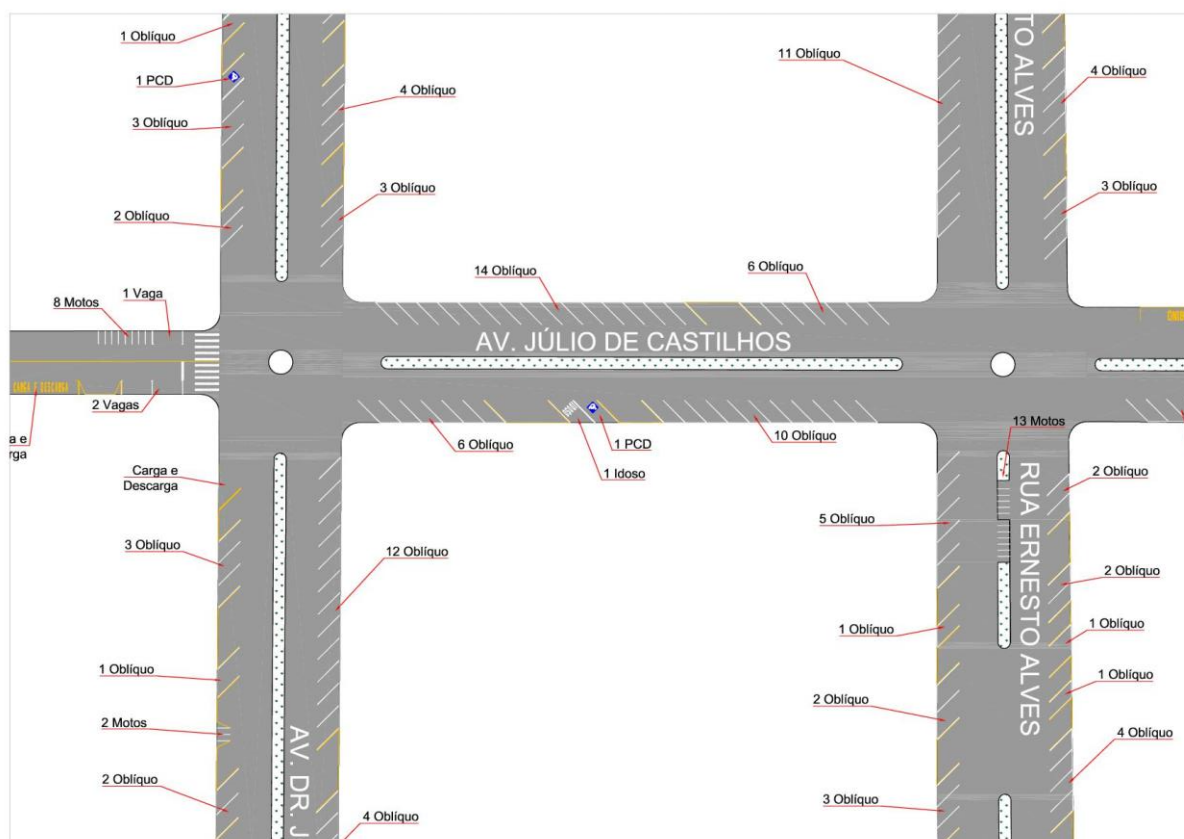 1 Oblíquo
1 PCD
3 Oblíquo
2 Oblíquo
4 Oblíquo
3 Oblíquo
11 Oblíquo
TO ALVES
4 Oblíquo
3 Oblíquo
8 Motos
1 Vaga
14 Oblíquo
6 Oblíquo
AV. JÚLIO DE CASTILHOS
CARGA E DESCARGA
2 Vagas
a e
rga
6 Oblíquo
1 PCD
1 Idoso
10 Oblíquo
13 Motos
Carga e
Descarga
3 Oblíquo
12 Oblíquo
5 Oblíquo
2 Oblíquo
RUA ERNESTO ALVES
2 Oblíquo
1 Oblíquo
1 Oblíquo
1 Oblíquo
1 Oblíquo
2 Motos
2 Oblíquo
2 Oblíquo
4 Oblíquo
AV. DR. J
4 Oblíquo
3 Oblíquo